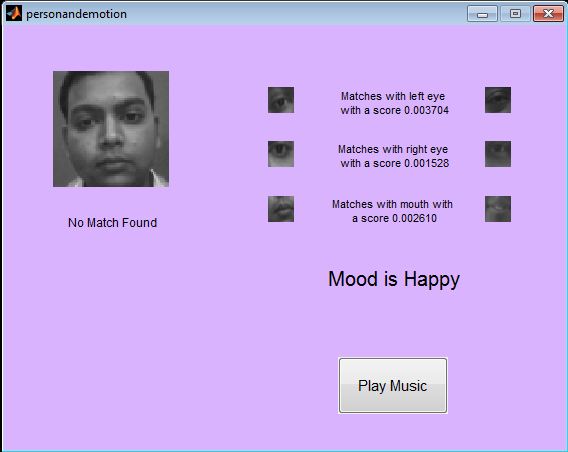 personandemotion
Matches with left eye
with a score 0.003704
Matches with right eye
with a score 0.001528
Matches with mouth with
a score 0.002610
No Match Found
Mood is Happy
Play Music